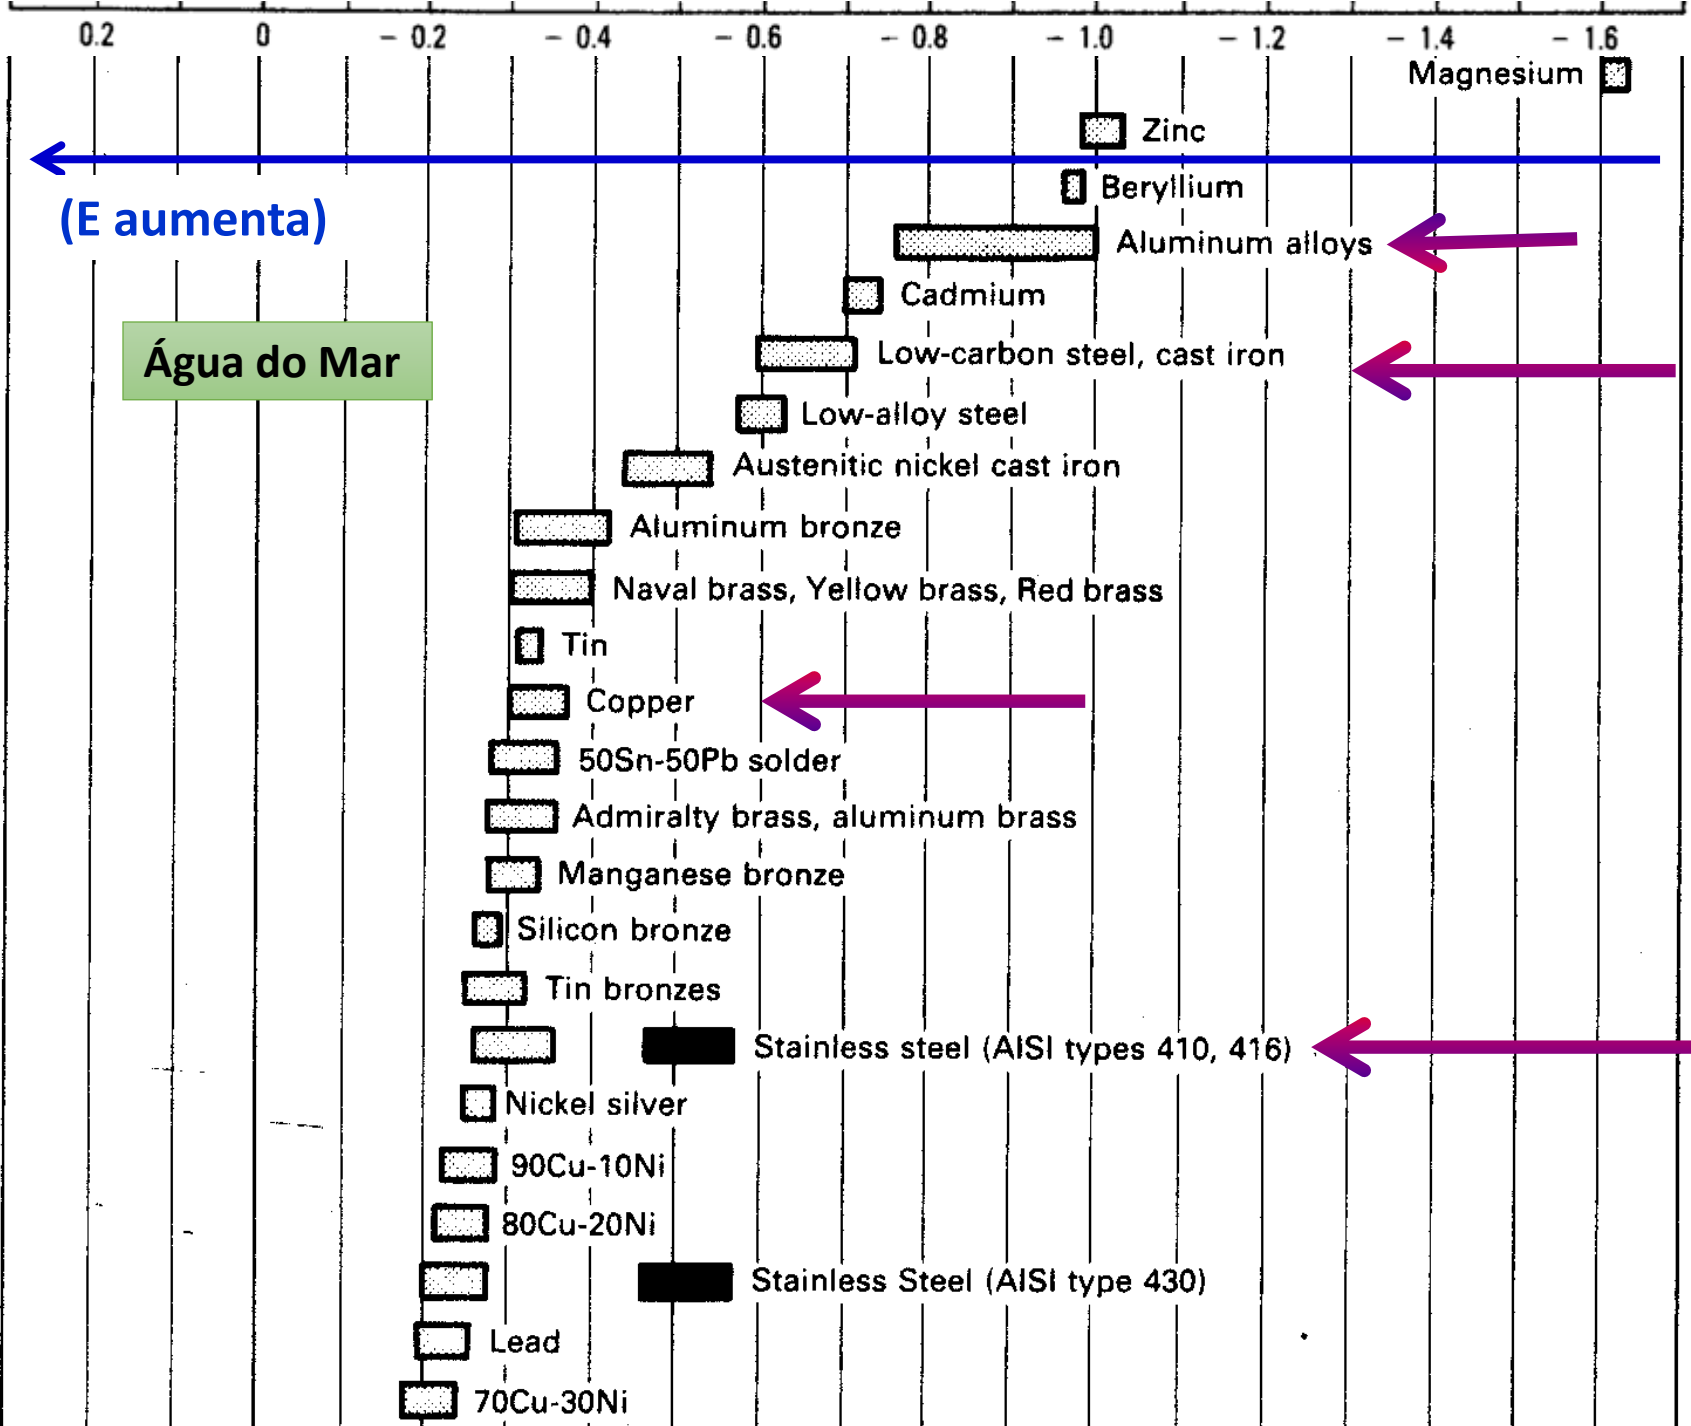 0.2 0 - 0.2 - 0.4 - 0.6 - 0.8 - 1.0 - 1.2 - 1.4 - 1.6
Magnesium
Zinc
Beryllium
(E aumenta)
Aluminum alloys
Cadmium
Água do Mar
Low-carbon steel, cast iron
Low-alloy steel
Austenitic nickel cast iron
Aluminum bronze
Naval brass, Yellow brass, Red brass
Tin
Copper
50Sn-50Pb solder
Admiralty brass, aluminum brass
Manganese bronze
Silicon bronze
Tin bronzes
Stainless steel (AISI types 410, 416)
Nickel silver
90Cu-10Ni
80Cu-20Ni
Stainless Steel (AISI type 430)
Lead
70Cu-30Ni